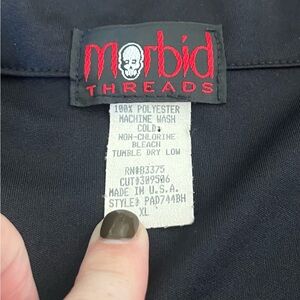 morbid
THREADS
100% POLYESTER
MACHINE WASH
COLD.
NON-CHLORINE
BLEACH
TUMBLE DRY LOW
RN#83375
CUT#309506
MADE IN U.S.A.
STYLE# PAD744BH
XL